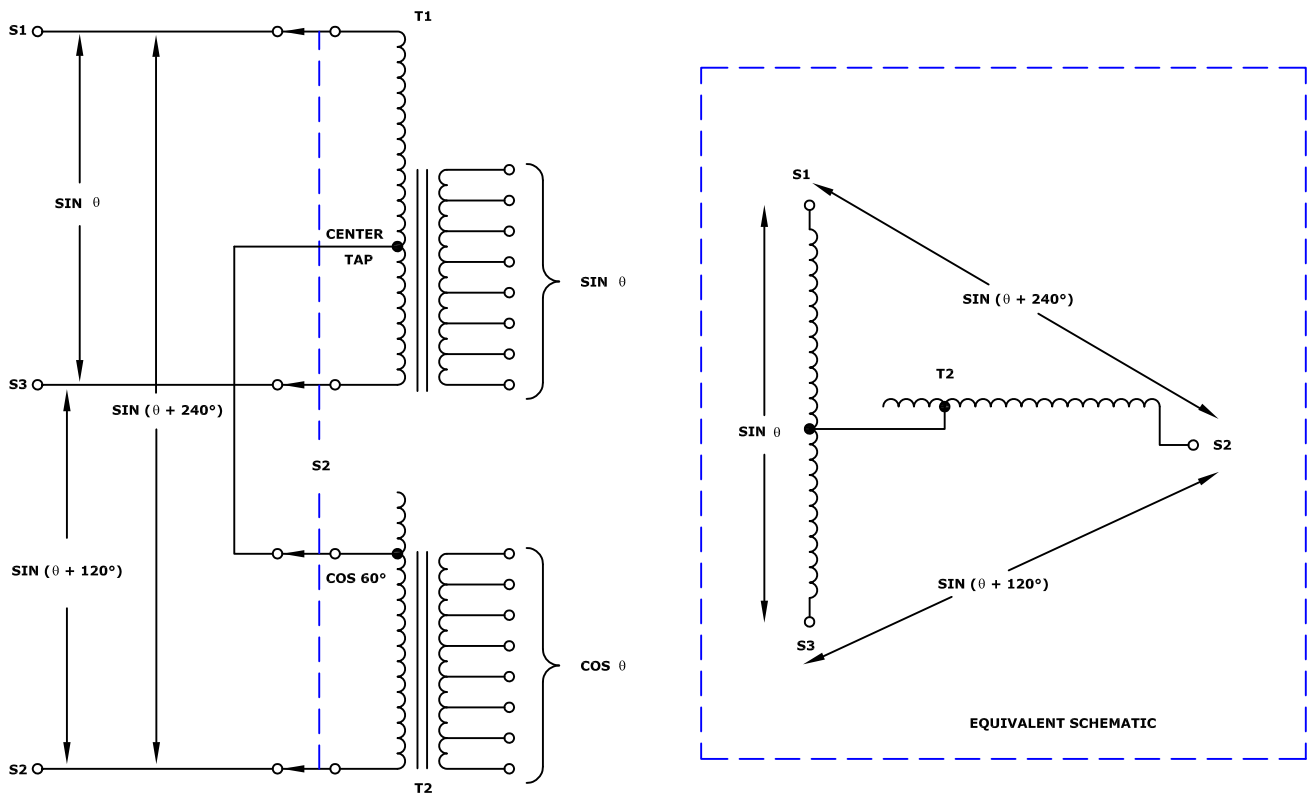 T1
S1
SIN θ
CENTER
TAP
SIN θ
S3
SIN (θ + 240°)
S2
SIN (θ + 120°)
COS 60°
COS θ
S2
T2
S1
SIN (θ + 240°)
T2
SIN θ
S2
SIN (θ + 120°)
S3
EQUIVALENT SCHEMATIC